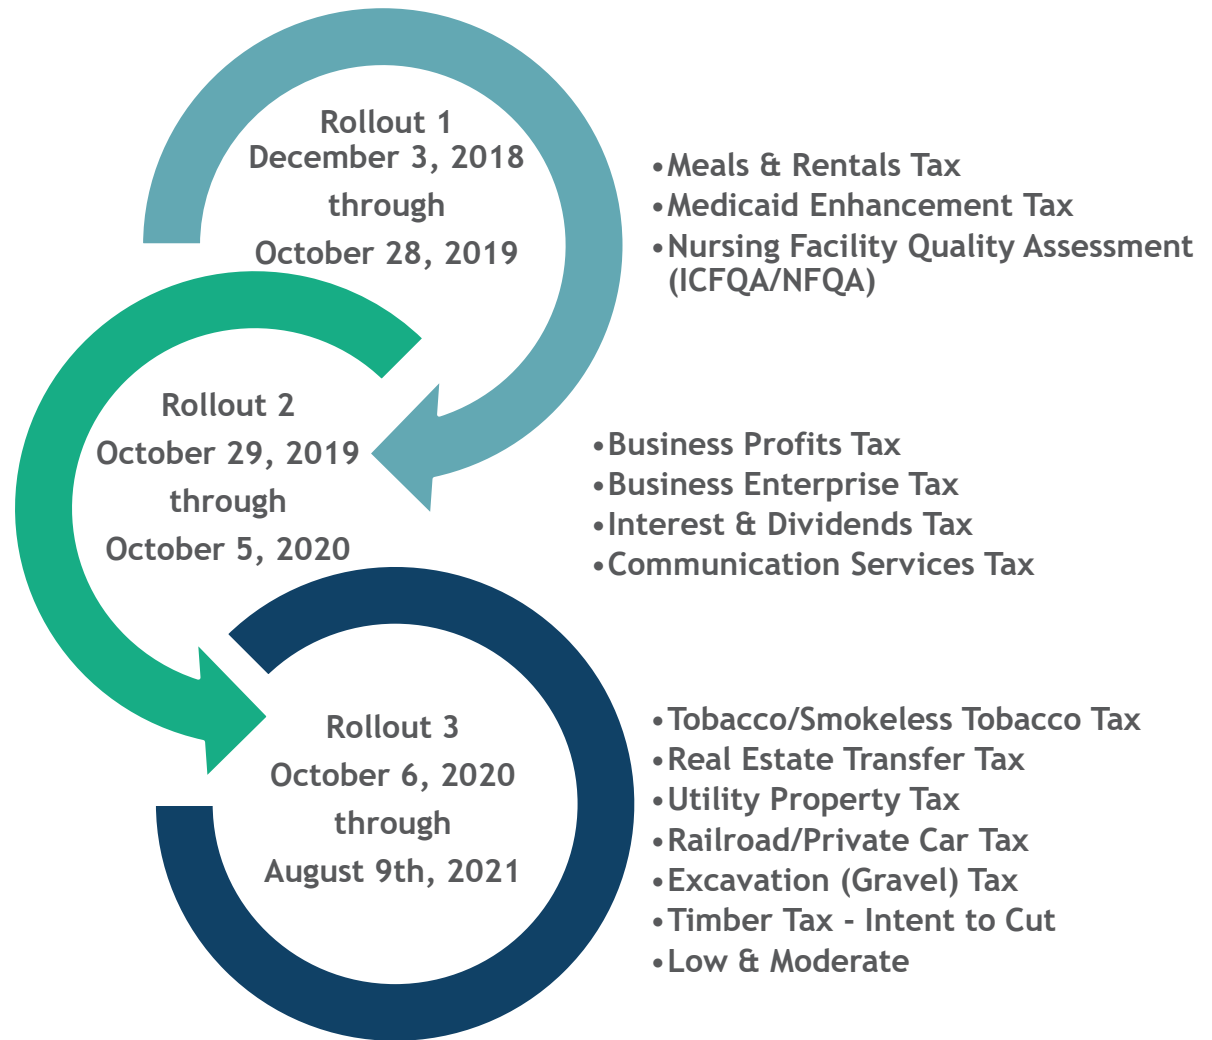 Rollout 1
December 3, 2018
through
October 28, 2019
•Meals & Rentals Tax
•Medicaid Enhancement Tax
•Nursing Facility Quality Assessment
(ICFQA/NFQA)
Rollout 2
October 29, 2019
through
October 5, 2020
•Business Profits Tax
•Business Enterprise Tax
•Interest & Dividends Tax
•Communication Services Tax
Rollout 3
October 6, 2020
through
August 9th, 2021
•Tobacco/Smokeless Tobacco Tax
•Real Estate Transfer Tax
•Utility Property Tax
•Railroad/Private Car Tax
•Excavation (Gravel) Tax
•Timber Tax - Intent to Cut
•Low & Moderate